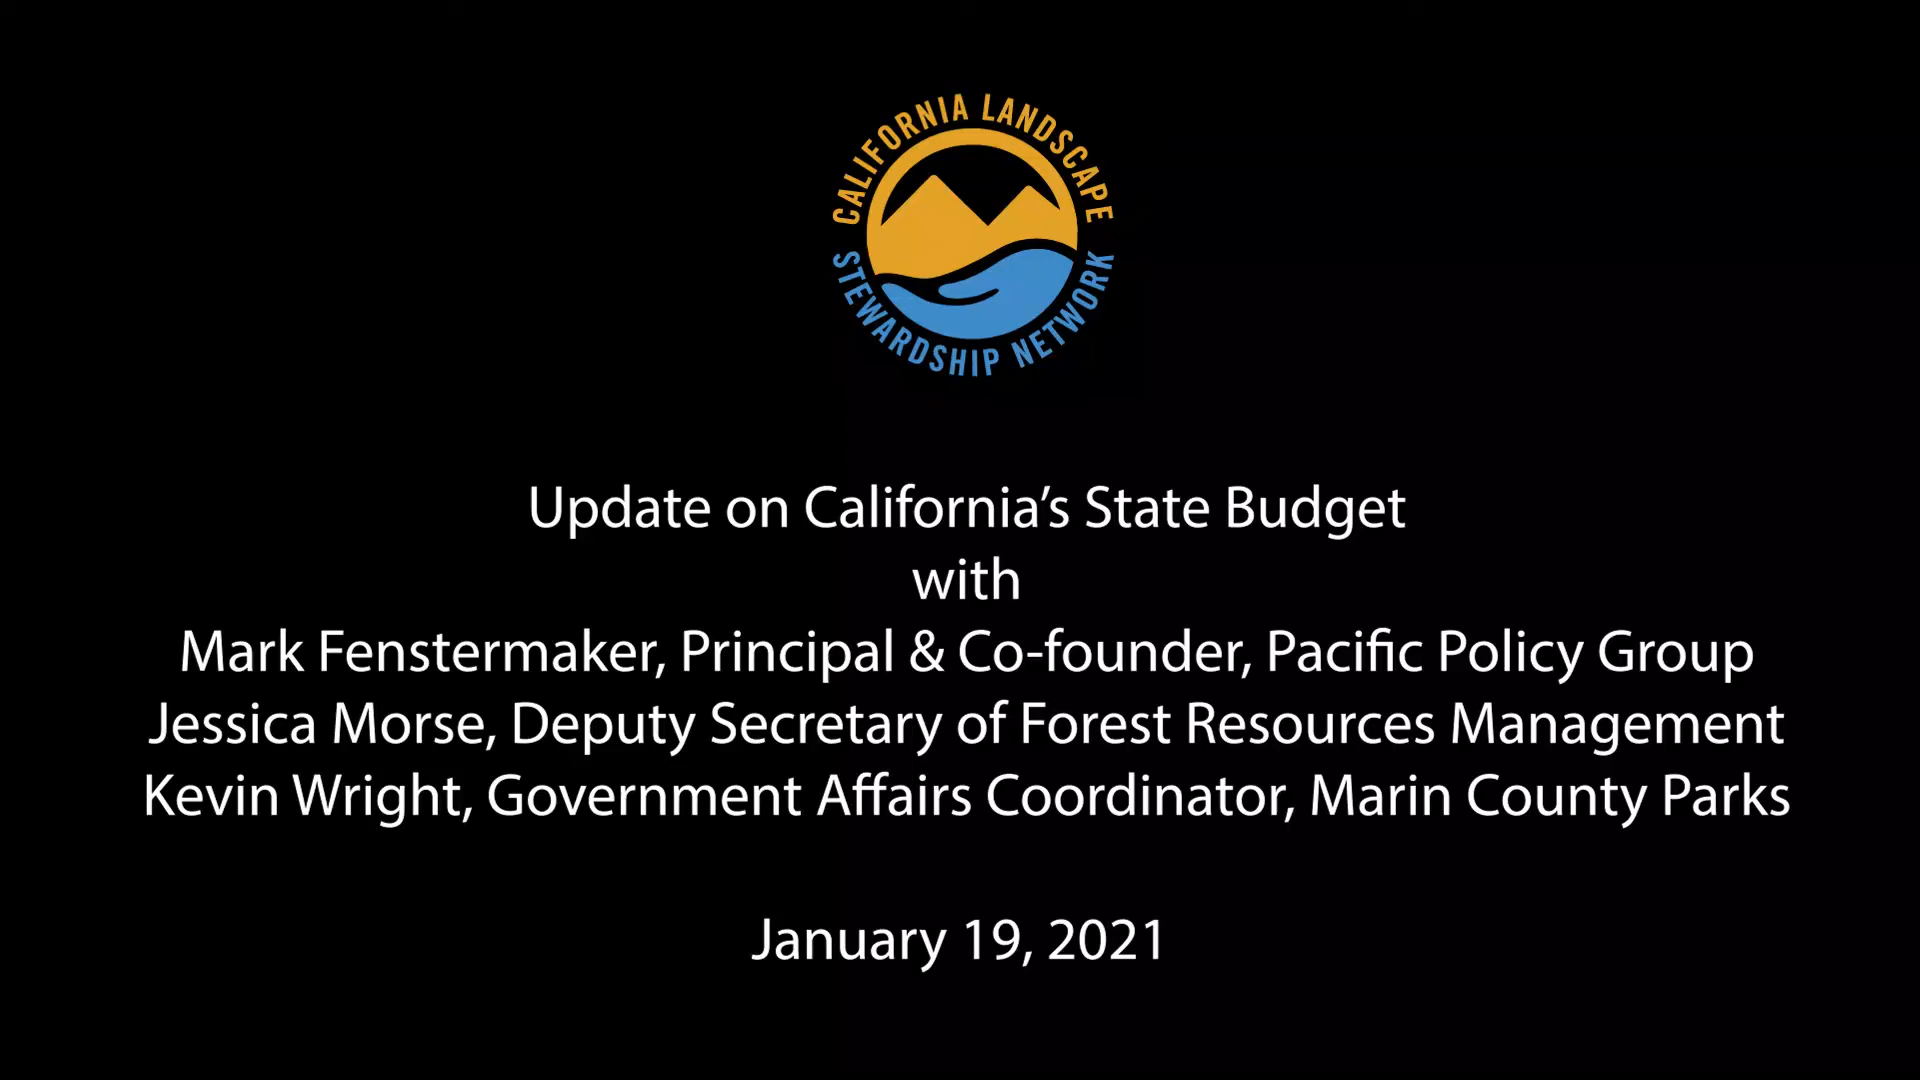 CALIFORNIA LANDSCAPE
STEWARDSHIP NETWORK
Update on California’s State Budget
with
Mark Fenstermaker, Principal & Co-founder, Pacific Policy Group
Jessica Morse, Deputy Secretary of Forest Resources Management
Kevin Wright, Government Affairs Coordinator, Marin County Parks
January 19, 2021